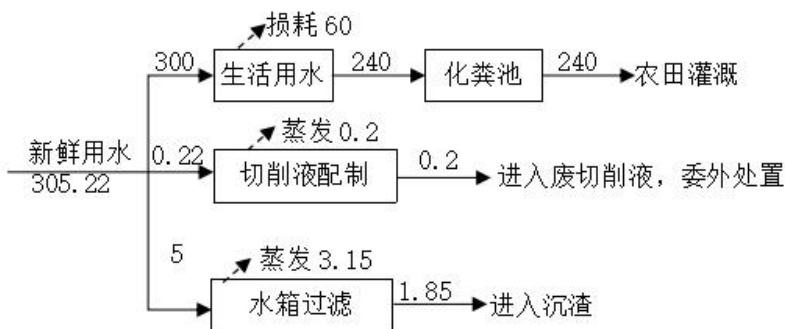 损耗 60
300
生活用水
240
化粪池
240
农田灌溉
蒸发 0.2
新鲜用水
305.22
0.22
切削液配制
0.2
进入废切削液，委外处置
5
蒸发 3.15
水箱过滤
1.85
进入沉渣